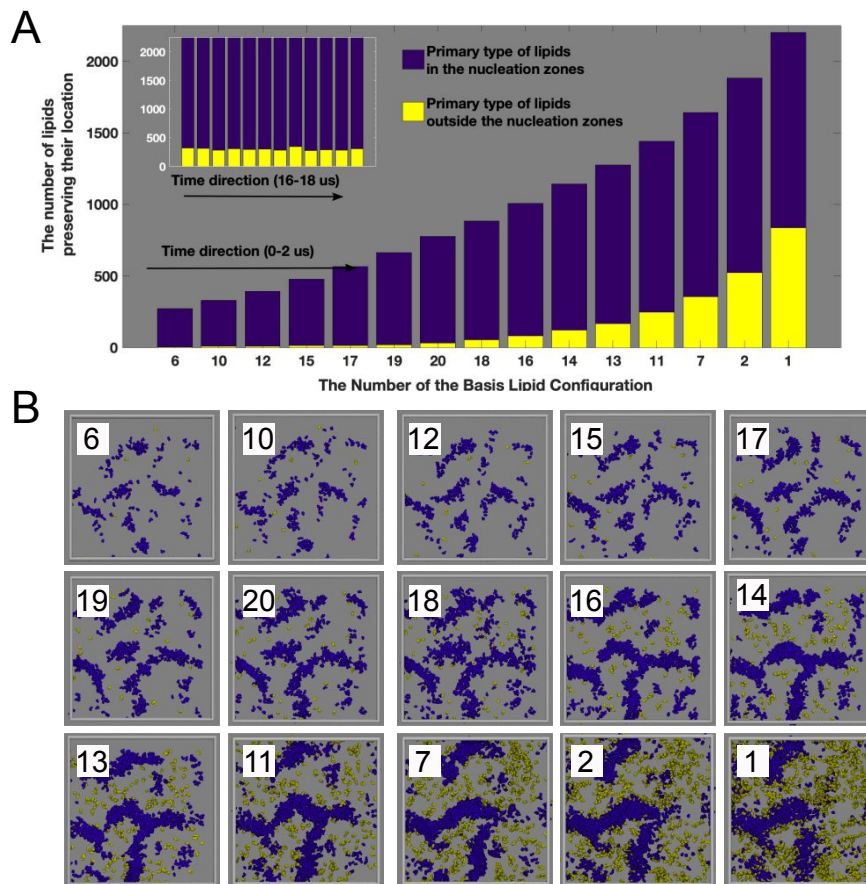 A
The number of lipids
preserving their location
2000
1500
1000
500
0
2000
1500
1000
500
0
Time direction (16-18 us)
Time direction (0-2 us)
Primary type of lipids
in the nucleation zones
Primary type of lipids
outside the nucleation zones
6 10 12 15 17 19 20 18 16 14 13 11 7 2 1
The Number of the Basis Lipid Configuration
B
6 10 12 15 17
19 20 18 16 14
13 11 7 2 1